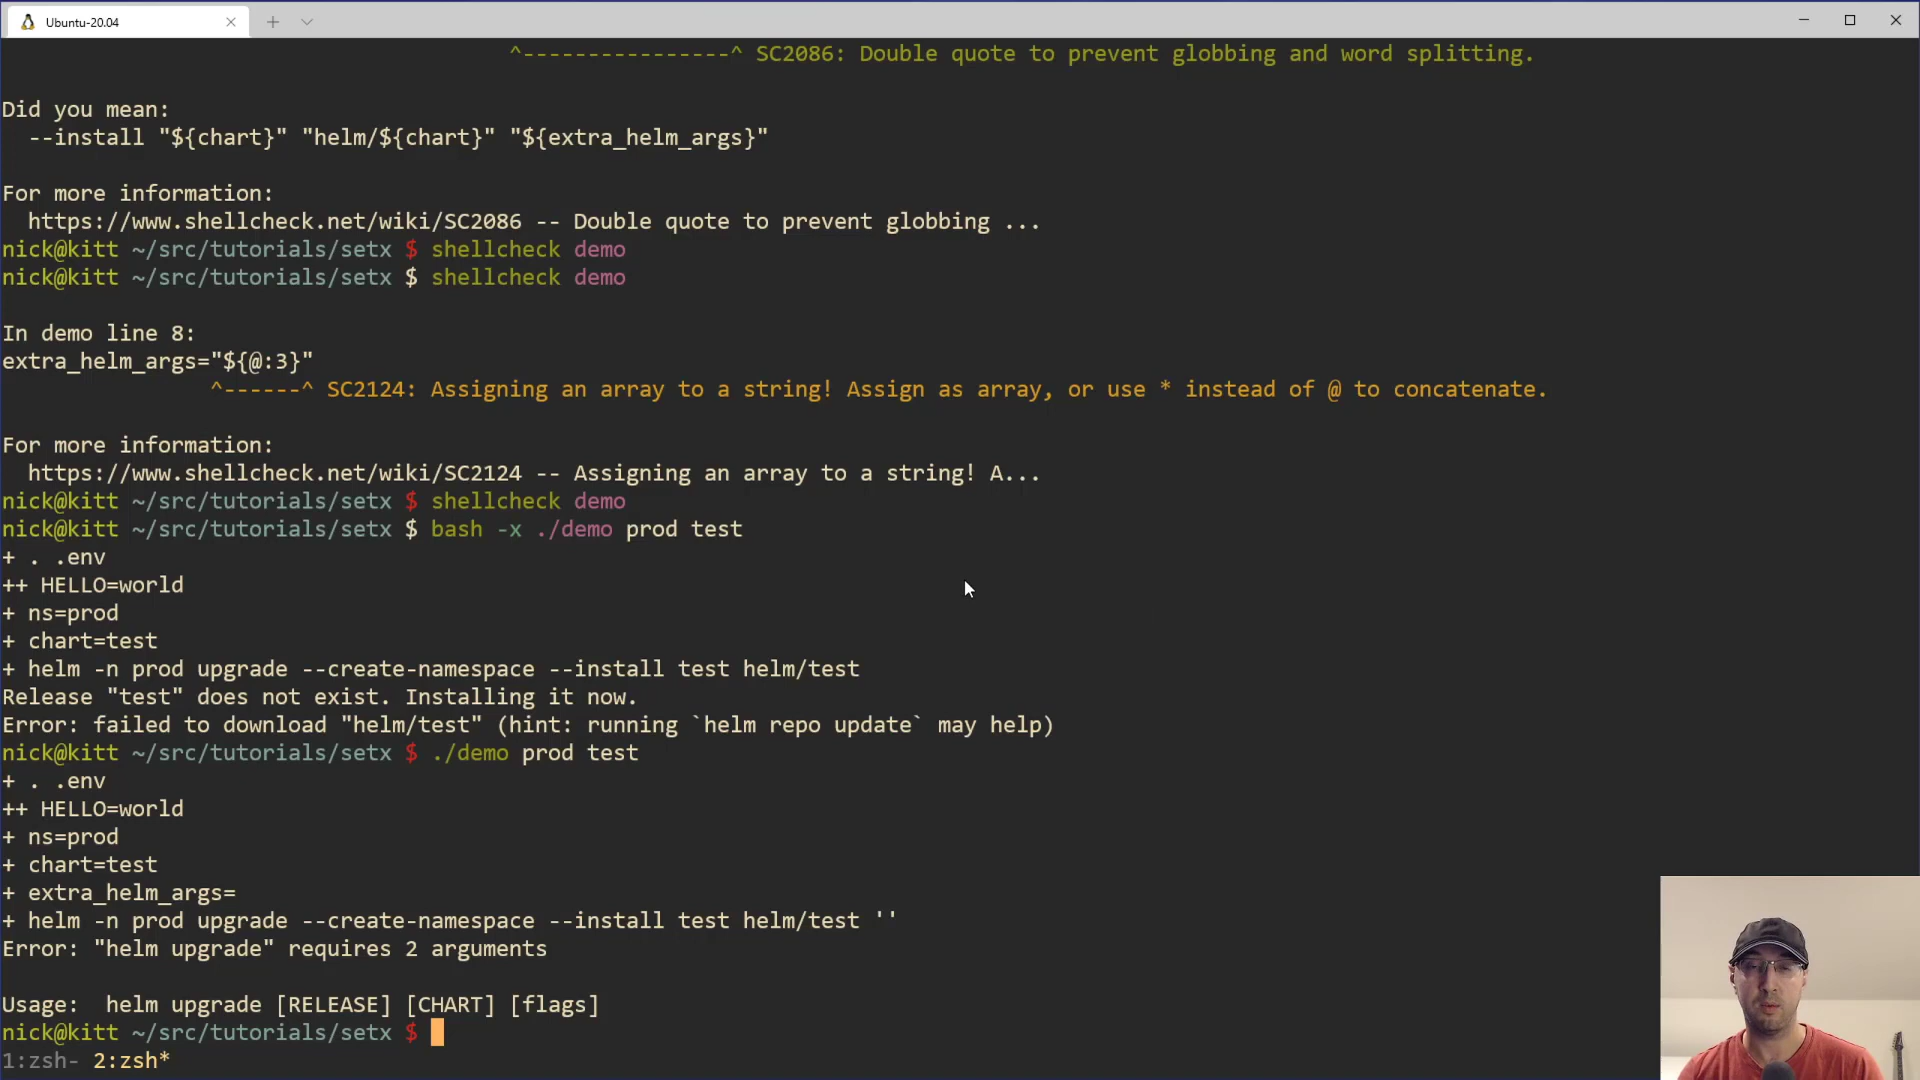 Ubuntu-20.04
^----------------^ SC2086: Double quote to prevent globbing and word splitting.
Did you mean:
--install "${chart}" "helm/${chart}" "${extra_helm_args}"
For more information:
https://www.shellcheck.net/wiki/SC2086 -- Double quote to prevent globbing ...
nick@kitt ~/src/tutorials/setx $ shellcheck demo
nick@kitt ~/src/tutorials/setx $ shellcheck demo
In demo line 8:
extra_helm_args="${@:3}"
^------^ SC2124: Assigning an array to a string! Assign as array, or use * instead of @ to concatenate.
For more information:
https://www.shellcheck.net/wiki/SC2124 -- Assigning an array to a string! A...
nick@kitt ~/src/tutorials/setx $ shellcheck demo
nick@kitt ~/src/tutorials/setx $ bash -x ./demo prod test
+ . .env
++ HELLO=world
+ ns=prod
+ chart=test
+ helm -n prod upgrade --create-namespace --install test helm/test
Release "test" does not exist. Installing it now.
Error: failed to download "helm/test" (hint: running `helm repo update` may help)
nick@kitt ~/src/tutorials/setx $ ./demo prod test
+ . .env
++ HELLO=world
+ ns=prod
+ chart=test
+ extra_helm_args=
+ helm -n prod upgrade --create-namespace --install test helm/test ''
Error: "helm upgrade" requires 2 arguments
Usage:  helm upgrade [RELEASE] [CHART] [flags]
nick@kitt ~/src/tutorials/setx $
1:zsh- 2:zsh*